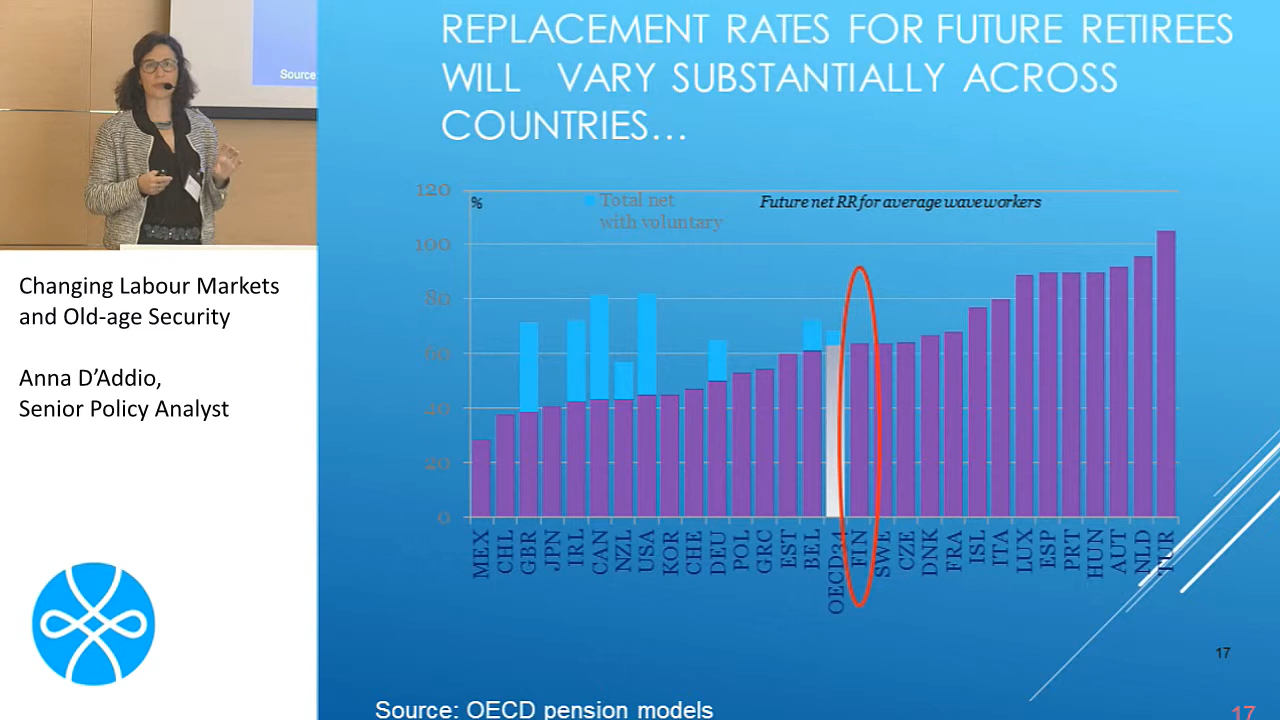 Source:
REPLACEMENT RATES FOR FUTURE RETIREES
WILL VARY SUBSTANTIALLY ACROSS
COUNTRIES...
Changing Labour Markets
and Old-age Security
Anna D'Addio,
Senior Policy Analyst
%
Total net
with voluntary
Future net RR for average wave workers
120
100
80
60
40
20
0
MEX
CHL
GBR
JPN
IRL
CAN
NZL
USA
KOR
CHE
DEU
POL
GRC
EST
BEL
OECD34
FIN
SWE
CZE
DNK
FRA
ISL
ITA
LUX
ESP
PRT
HUN
AUT
NLD
TUR
17
Source: OECD pension models
17